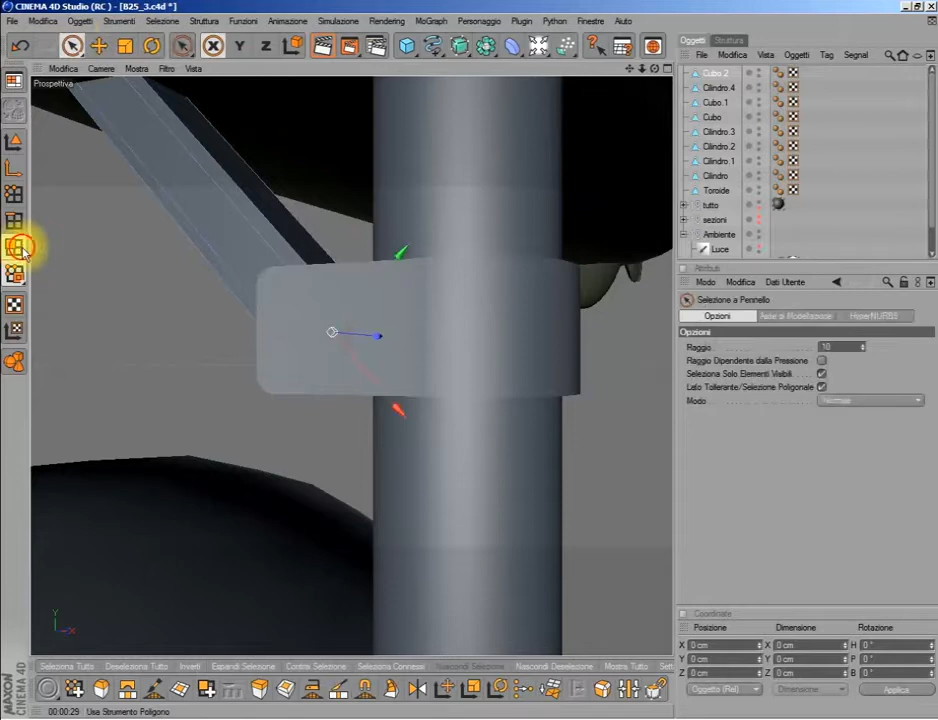 CINEMA 4D Studio (RC) - [B25_3.c4d *]
File Modifica Oggetti Strumenti Selezione Struttura Funzioni Animazione Simulazione Rendering MoGraph Personaggio Plugin Python Finestre Aiuto
Oggetti Struttura
File Modifica Vista Oggetti Tag Segnal
Modifica Camere Mostra Filtro Vista
Prospettiva
Cubo.2
Cilindro.4
Cubo.1
Cubo
Cilindro.3
Cilindro.2
Cilindro.1
Cilindro
Toroide
tutto
sezioni
Ambiente
Luce
Attributi
Modo Modifica Dati Utente
Selezione a Pennello
Opzioni Aiuto di Modellazione HyperNURBS
Opzioni
Raggio 10
Raggio Dipendente dalla Pressione
Seleziona Solo Elementi Visibili
Lato Tollerante/Selezione Poligonale
Modo Normale
Y
X
Coordinate
Posizione Dimensione Rotazione
X 0 cm X 0 cm H 0 °
Y 0 cm Y 0 cm P 0 °
Z 0 cm Z 0 cm B 0 °
Oggetto (Rel) Dimensione Applica
Seleziona Tutto Deseleziona Tutto Inverti Espandi Selezione Contrai Selezione Seleziona Connessi Nascondi Selezione Nascondi Deselezione Mostra Tutto Sett
MAXON CINEMA 4D
00:00:29 Usa Strumento Poligono